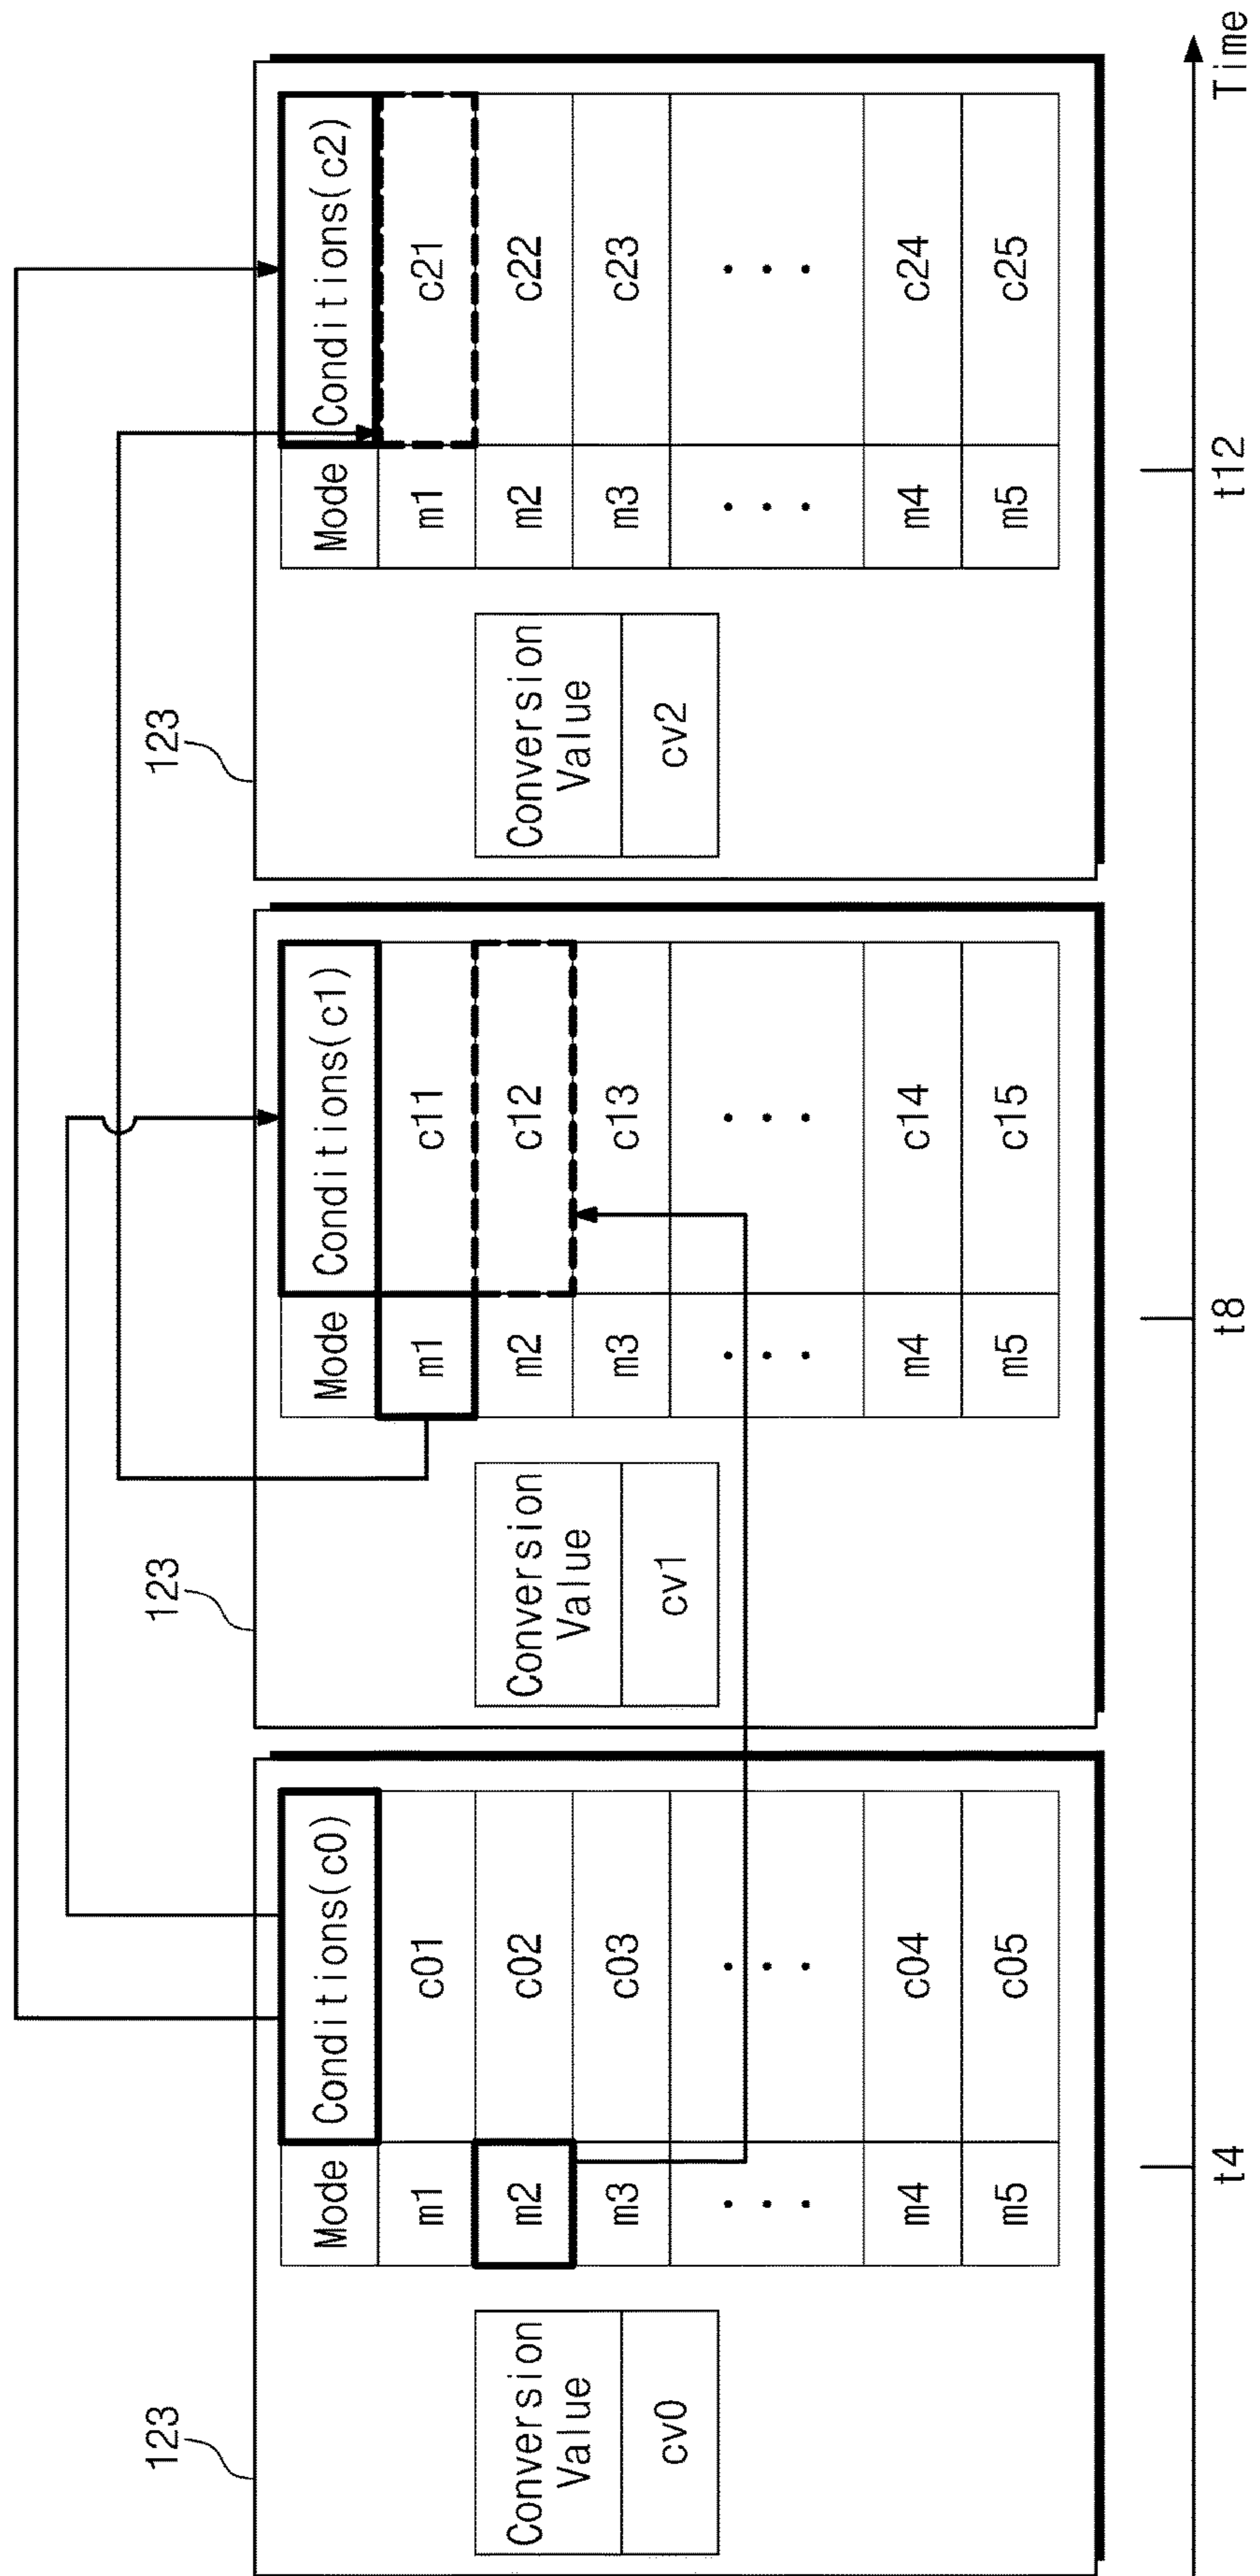 123
Conversion
Value
cv0
Mode Conditions(c0)
m1 c01
m2 c02
m3 c03
. . . . . .
m4 c04
m5 c05
123
Conversion
Value
cv1
Mode Conditions(c1)
m1 c11
m2 c12
m3 c13
. . . . . .
m4 c14
m5 c15
123
Conversion
Value
cv2
Mode Conditions(c2)
m1 c21
m2 c22
m3 c23
. . . . . .
m4 c24
m5 c25
t4 t8 t12 Time